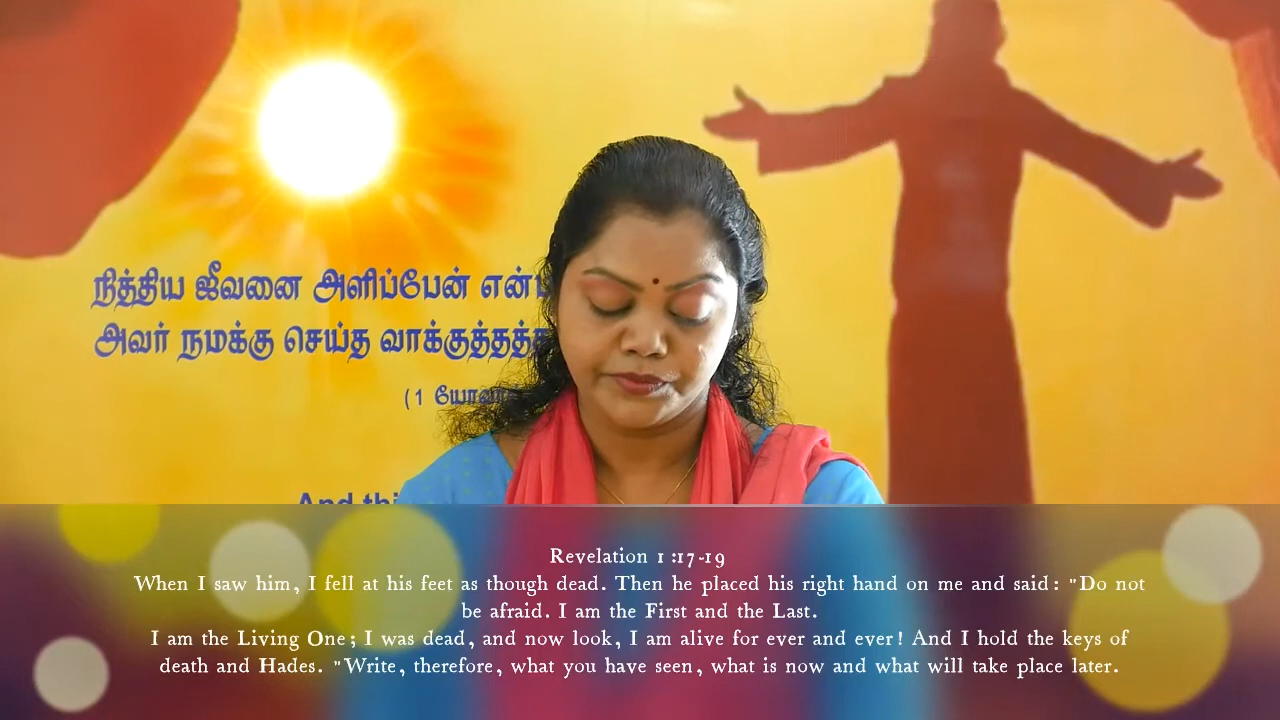 நித்திய ஜீவனை அளிப்பேன்
அவர் நமக்கு செய்த
(1
And
Revelation 1 :17-19
When I saw him, I fell at his feet as though dead. Then he placed his right hand on me and said: "Do not
be afraid. I am the First and the Last.
I am the Living One; I was dead, and now look, I am alive for ever and ever! And I hold the keys of
death and Hades. "Write, therefore, what you have seen, what is now and what will take place later.